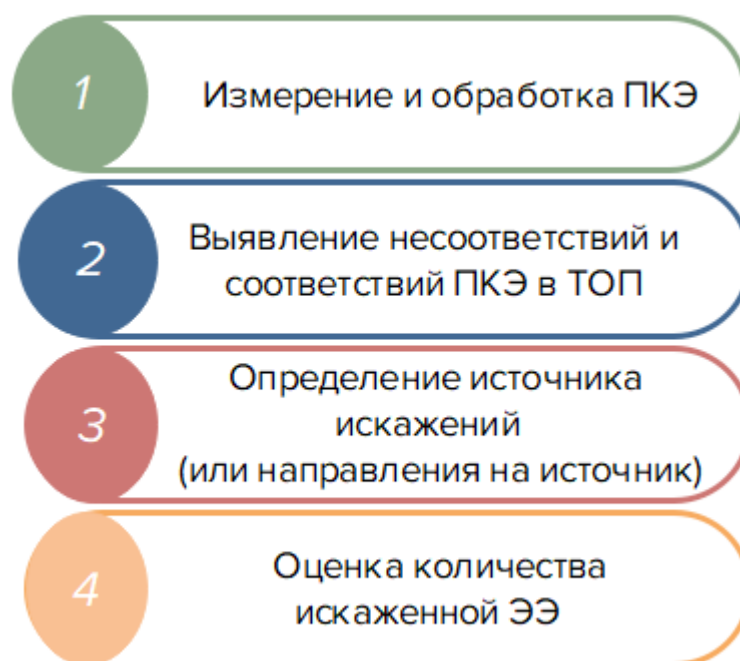 1
Измерение и обработка ПКЭ
2
Выявление несоответствий и
соответствий ПКЭ в ТОП
3
Определение источника
искажений
(или направления на источник)
4
Оценка количества
искаженной ЭЭ